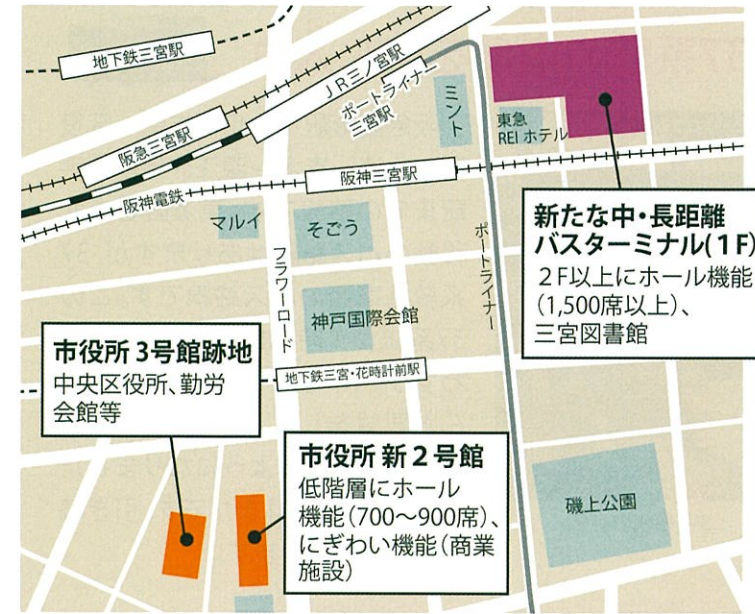 地下鉄三宮駅
JR三ノ宮駅
ポートライナー
三宮駅
ミント
東急
REI ホテル
阪急三宮駅
阪神三宮駅
阪神電鉄
マルイ
そごう
フラワーロード
ポートライナー
神戸国際会館
新たな中・長距離
バスターミナル(1F)
2F以上にホール機能
(1,500席以上)、
三宮図書館
市役所 3号館跡地
中央区役所、勤労
会館等
地下鉄三宮・花時計前駅
市役所 新2号館
低階層にホール
機能(700〜900席)、
にぎわい機能(商業
施設)
磯上公園